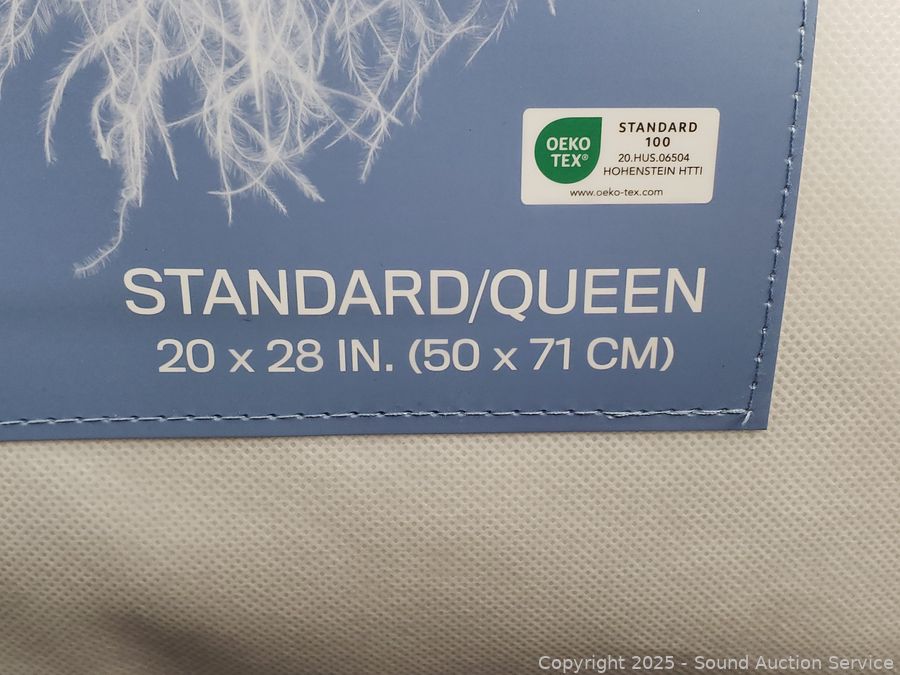 OEKO
TEX®
STANDARD
100
20.HUS.06504
HOHENSTEIN HTTI
www.oeko-tex.com
STANDARD/QUEEN
20 x 28 IN. (50 x 71 CM)
Copyright 2025 - Sound Auction Service